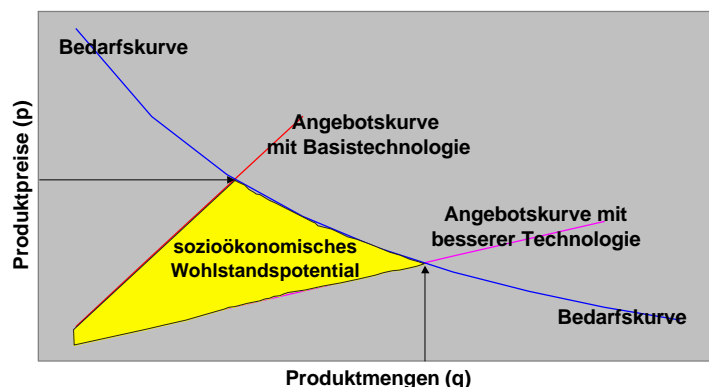 Bedarfskurve
Produktpreise (p)
Angebotskurve
mit Basistechnologie
Angebotskurve mit
besserer Technologie
sozioökonomisches
Wohlstandspotential
Bedarfskurve
Produktmengen (q)